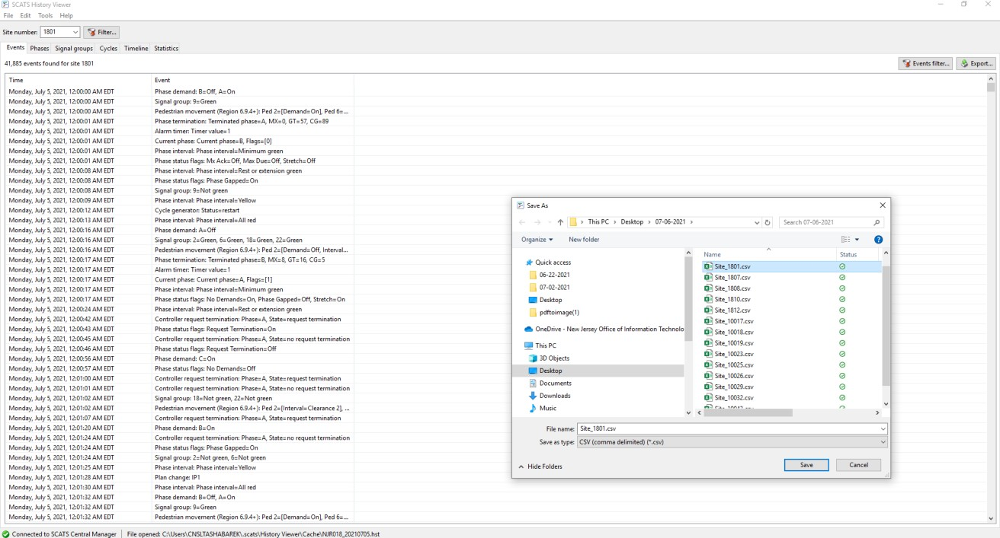 SCATS History Viewer
File Edit Tools Help
Site number: 1801 Filter...
Events Phases Signal groups Cycles Timeline Statistics
41,885 events found for site 1801
Events filter... Export...
Time Event
Monday, July 5, 2021, 12:00:00 AM EDT Phase demand: B=Off, A=On
Monday, July 5, 2021, 12:00:00 AM EDT Signal group: 9=Green
Monday, July 5, 2021, 12:00:00 AM EDT Pedestrian movement (Region 6.9.4+): Ped 2=[Demand=On], Ped 6=...
Monday, July 5, 2021, 12:00:01 AM EDT Phase termination: Terminated phase=A, MX=0, GT=57, CG=89
Monday, July 5, 2021, 12:00:01 AM EDT Alarm timer: Timer value=1
Monday, July 5, 2021, 12:00:01 AM EDT Current phase: Current phase=B, Flags=[0]
Monday, July 5, 2021, 12:00:01 AM EDT Phase interval: Phase interval=Minimum green
Monday, July 5, 2021, 12:00:01 AM EDT Phase status flags: Mx Ack=Off, Max Due=Off, Stretch=Off
Monday, July 5, 2021, 12:00:08 AM EDT Phase interval: Phase interval=Rest or extension green
Monday, July 5, 2021, 12:00:08 AM EDT Phase status flags: Phase Gapped=On
Monday, July 5, 2021, 12:00:08 AM EDT Signal group: 9=Not green
Monday, July 5, 2021, 12:00:09 AM EDT Phase interval: Phase interval=Yellow
Monday, July 5, 2021, 12:00:12 AM EDT Cycle generator: Status=restart
Monday, July 5, 2021, 12:00:13 AM EDT Phase interval: Phase interval=All red
Monday, July 5, 2021, 12:00:16 AM EDT Phase demand: A=Off
Monday, July 5, 2021, 12:00:16 AM EDT Signal group: 2=Green, 6=Green, 18=Green, 22=Green
Monday, July 5, 2021, 12:00:16 AM EDT Pedestrian movement (Region 6.9.4+): Ped 2=[Demand=Off, Interval...
Monday, July 5, 2021, 12:00:17 AM EDT Phase termination: Terminated phase=B, MX=8, GT=16, CG=5
Monday, July 5, 2021, 12:00:17 AM EDT Alarm timer: Timer value=1
Monday, July 5, 2021, 12:00:17 AM EDT Current phase: Current phase=A, Flags=[1]
Monday, July 5, 2021, 12:00:17 AM EDT Phase interval: Phase interval=Minimum green
Monday, July 5, 2021, 12:00:17 AM EDT Phase status flags: No Demands=On, Phase Gapped=Off, Stretch=On
Monday, July 5, 2021, 12:00:24 AM EDT Phase interval: Phase interval=Rest or extension green
Monday, July 5, 2021, 12:00:42 AM EDT Controller request termination: Phase=A, State=request termination
Monday, July 5, 2021, 12:00:43 AM EDT Phase status flags: Request Termination=On
Monday, July 5, 2021, 12:00:45 AM EDT Controller request termination: Phase=A, State=no request termination
Monday, July 5, 2021, 12:00:46 AM EDT Phase status flags: Request Termination=Off
Monday, July 5, 2021, 12:00:56 AM EDT Phase demand: C=On
Monday, July 5, 2021, 12:00:57 AM EDT Phase status flags: No Demands=Off
Monday, July 5, 2021, 12:01:00 AM EDT Controller request termination: Phase=A, State=request termination
Monday, July 5, 2021, 12:01:01 AM EDT Controller request termination: Phase=A, State=no request termination
Monday, July 5, 2021, 12:01:02 AM EDT Signal group: 18=Not green, 22=Not green
Monday, July 5, 2021, 12:01:02 AM EDT Pedestrian movement (Region 6.9.4+): Ped 2=[Interval=Clearance 2], ...
Monday, July 5, 2021, 12:01:07 AM EDT Controller request termination: Phase=A, State=request termination
Monday, July 5, 2021, 12:01:20 AM EDT Phase demand: B=On
Monday, July 5, 2021, 12:01:24 AM EDT Controller request termination: Phase=A, State=no request termination
Monday, July 5, 2021, 12:01:24 AM EDT Phase status flags: Phase Gapped=On
Monday, July 5, 2021, 12:01:24 AM EDT Signal group: 2=Not green, 6=Not green
Monday, July 5, 2021, 12:01:25 AM EDT Phase interval: Phase interval=Yellow
Monday, July 5, 2021, 12:01:28 AM EDT Plan change: IP1
Monday, July 5, 2021, 12:01:30 AM EDT Phase interval: Phase interval=All red
Monday, July 5, 2021, 12:01:32 AM EDT Phase demand: B=Off, A=On
Monday, July 5, 2021, 12:01:32 AM EDT Signal group: 9=Green
Monday, July 5, 2021, 12:01:32 AM EDT Pedestrian movement (Region 6.9.4+): Ped 2=[Demand=On], Ped 6=...
Save As
This PC > Desktop > 07-06-2021 > Search 07-06-2021
Organize New folder
Quick access
06-22-2021
07-02-2021
Desktop
pdftoimage(1)
OneDrive - New Jersey Office of Information Technolo
This PC
3D Objects
Desktop
Documents
Downloads
Music
Name Status
Site_1801.csv
Site_1807.csv
Site_1808.csv
Site_1810.csv
Site_1812.csv
Site_10017.csv
Site_10018.csv
Site_10019.csv
Site_10023.csv
Site_10025.csv
Site_10026.csv
Site_10029.csv
Site_10032.csv
File name: Site_1801.csv
Save as type: CSV (comma delimited) (*.csv)
Hide Folders Save Cancel
Connected to SCATS Central Manager File opened: C:\Users\CNSLTASHABAREK\.scats\History Viewer\Cache\NJR018_20210705.hst